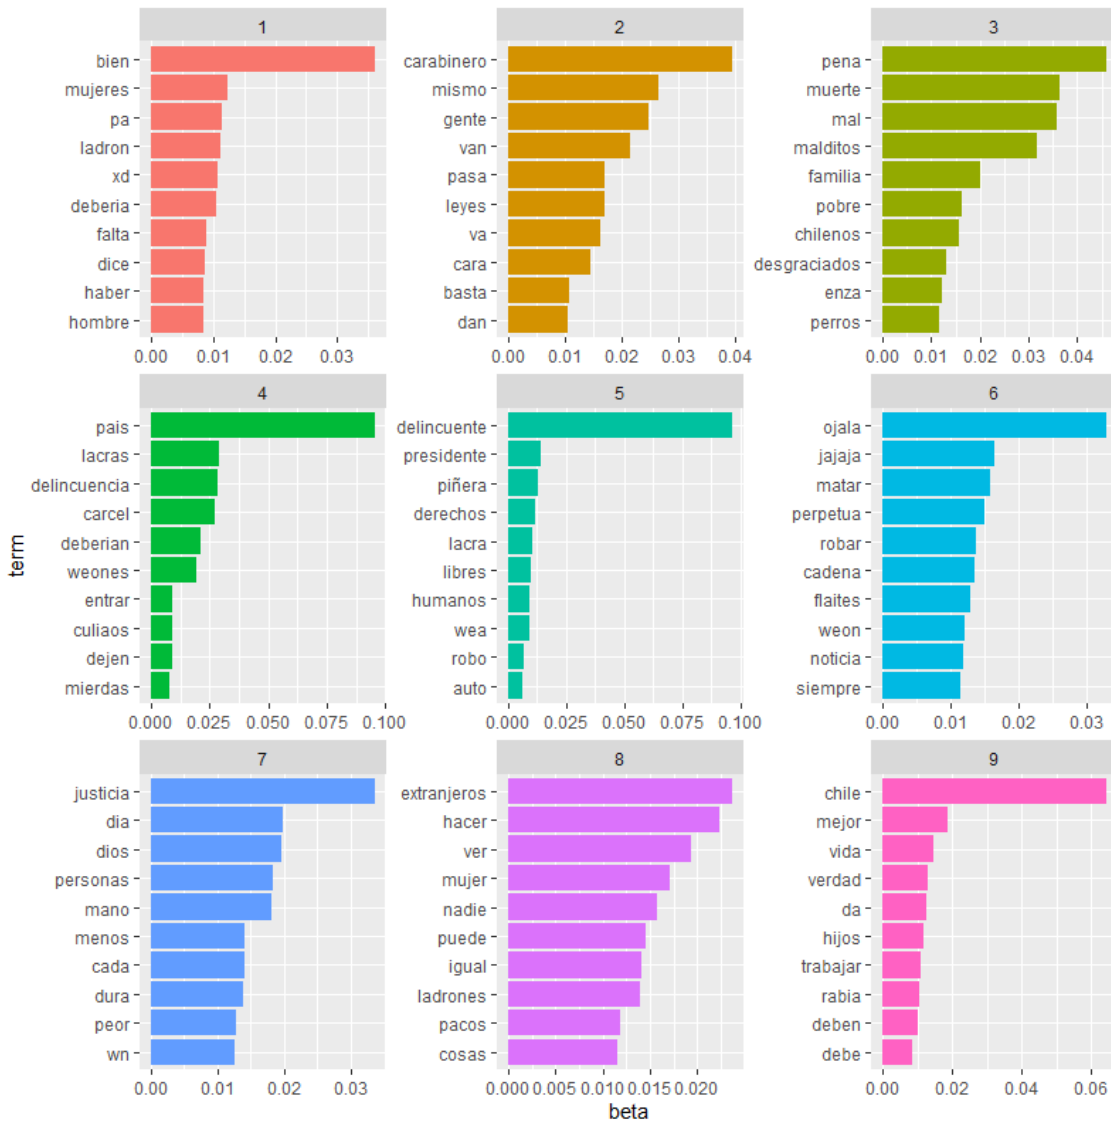 1
bien
mujeres
pa
ladron
xd
deberia
falta
dice
haber
hombre
0.00 0.01 0.02 0.03
2
carabinero
mismo
gente
van
pasa
leyes
va
cara
basta
dan
0.00 0.01 0.02 0.03 0.04
3
pena
muerte
mal
malditos
familia
pobre
chilenos
desgraciados
enza
perros
0.00 0.01 0.02 0.03 0.04
term
4
pais
lacras
delincuencia
carcel
deberian
weones
entrar
culiaos
dejen
mierdas
0.000 0.025 0.050 0.075 0.100
5
delincuente
presidente
piñera
derechos
lacra
libres
humanos
wea
robo
auto
0.000 0.025 0.050 0.075 0.100
6
ojala
jajaja
matar
perpetua
robar
cadena
flaites
weon
noticia
siempre
0.00 0.01 0.02 0.03
7
justicia
dia
dios
personas
mano
menos
cada
dura
peor
wn
0.00 0.01 0.02 0.03
8
extranjeros
hacer
ver
mujer
nadie
puede
igual
ladrones
pacos
cosas
0.000 0.005 0.010 0.015 0.020
9
chile
mejor
vida
verdad
da
hijos
trabajar
rabia
deben
debe
0.00 0.02 0.04 0.06
beta